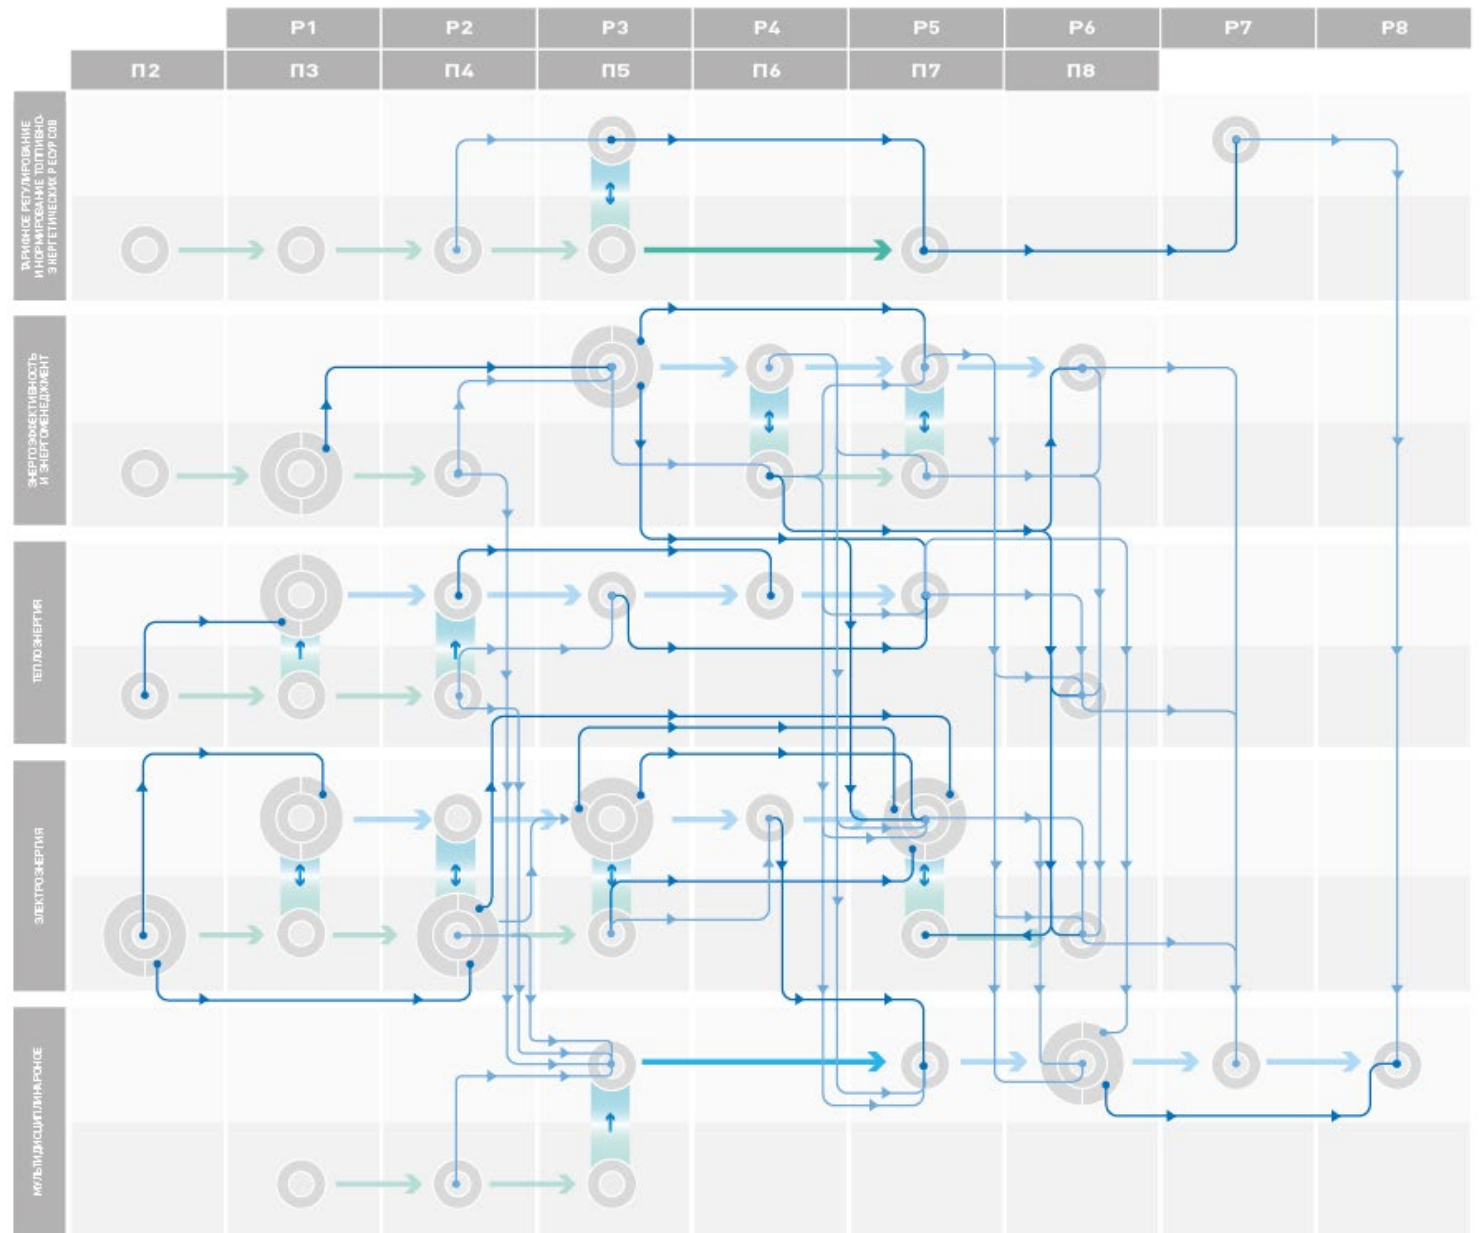 Р1 Р2 Р3 Р4 Р5 Р6 Р7 Р8
П2 П3 П4 П5 П6 П7 П8
ТАРИФНОЕ РЕГУЛИРОВАНИЕ
И НОРМИРОВАНИЕ ТОПЛИВНО-
ЭНЕРГЕТИЧЕСКИХ РЕСУРСОВ
ЭНЕРГОЭФФЕКТИВНОСТЬ
И ЭНЕРГОМЕНЕДЖМЕНТ
ТЕПЛОЭНЕРГИЯ
ЭЛЕКТРОЭНЕРГИЯ
МУЛЬТИДИСЦИПЛИНАРНОЕ